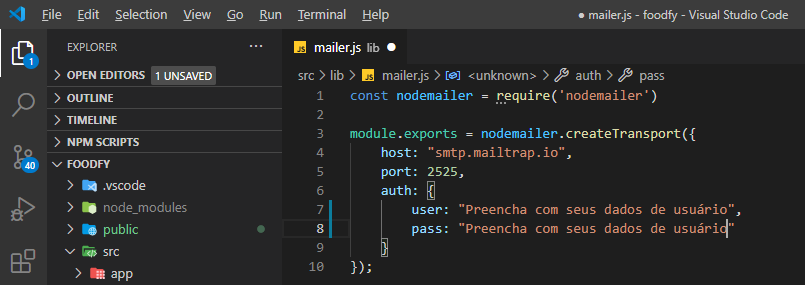 File Edit Selection View Go Run Terminal Help ● mailer.js - foodfy - Visual Studio Code
EXPLORER ···
JS mailer.js lib ●
src > lib > JS mailer.js > <unknown> > auth > pass
OPEN EDITORS 1 UNSAVED
OUTLINE
TIMELINE
NPM SCRIPTS
FOODFY
.vscode
node_modules
public
src
app
1
40
1 const nodemailer = require('nodemailer')
2
3 module.exports = nodemailer.createTransport({
4 host: "smtp.mailtrap.io",
5 port: 2525,
6 auth: {
7 user: "Preencha com seus dados de usuário",
8 pass: "Preencha com seus dados de usuário"
9 }
10 });